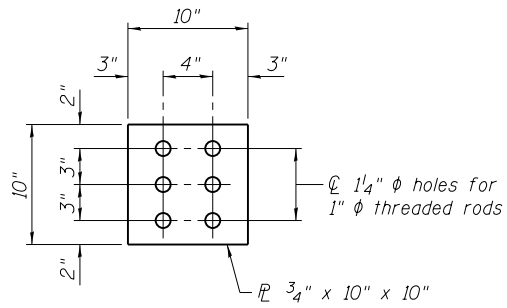 10"
3" 4" 3"
2"
10"
3"
3"
2"
℄ 1¼" ϕ holes for
1" ϕ threaded rods
⅊ ¾" x 10" x 10"